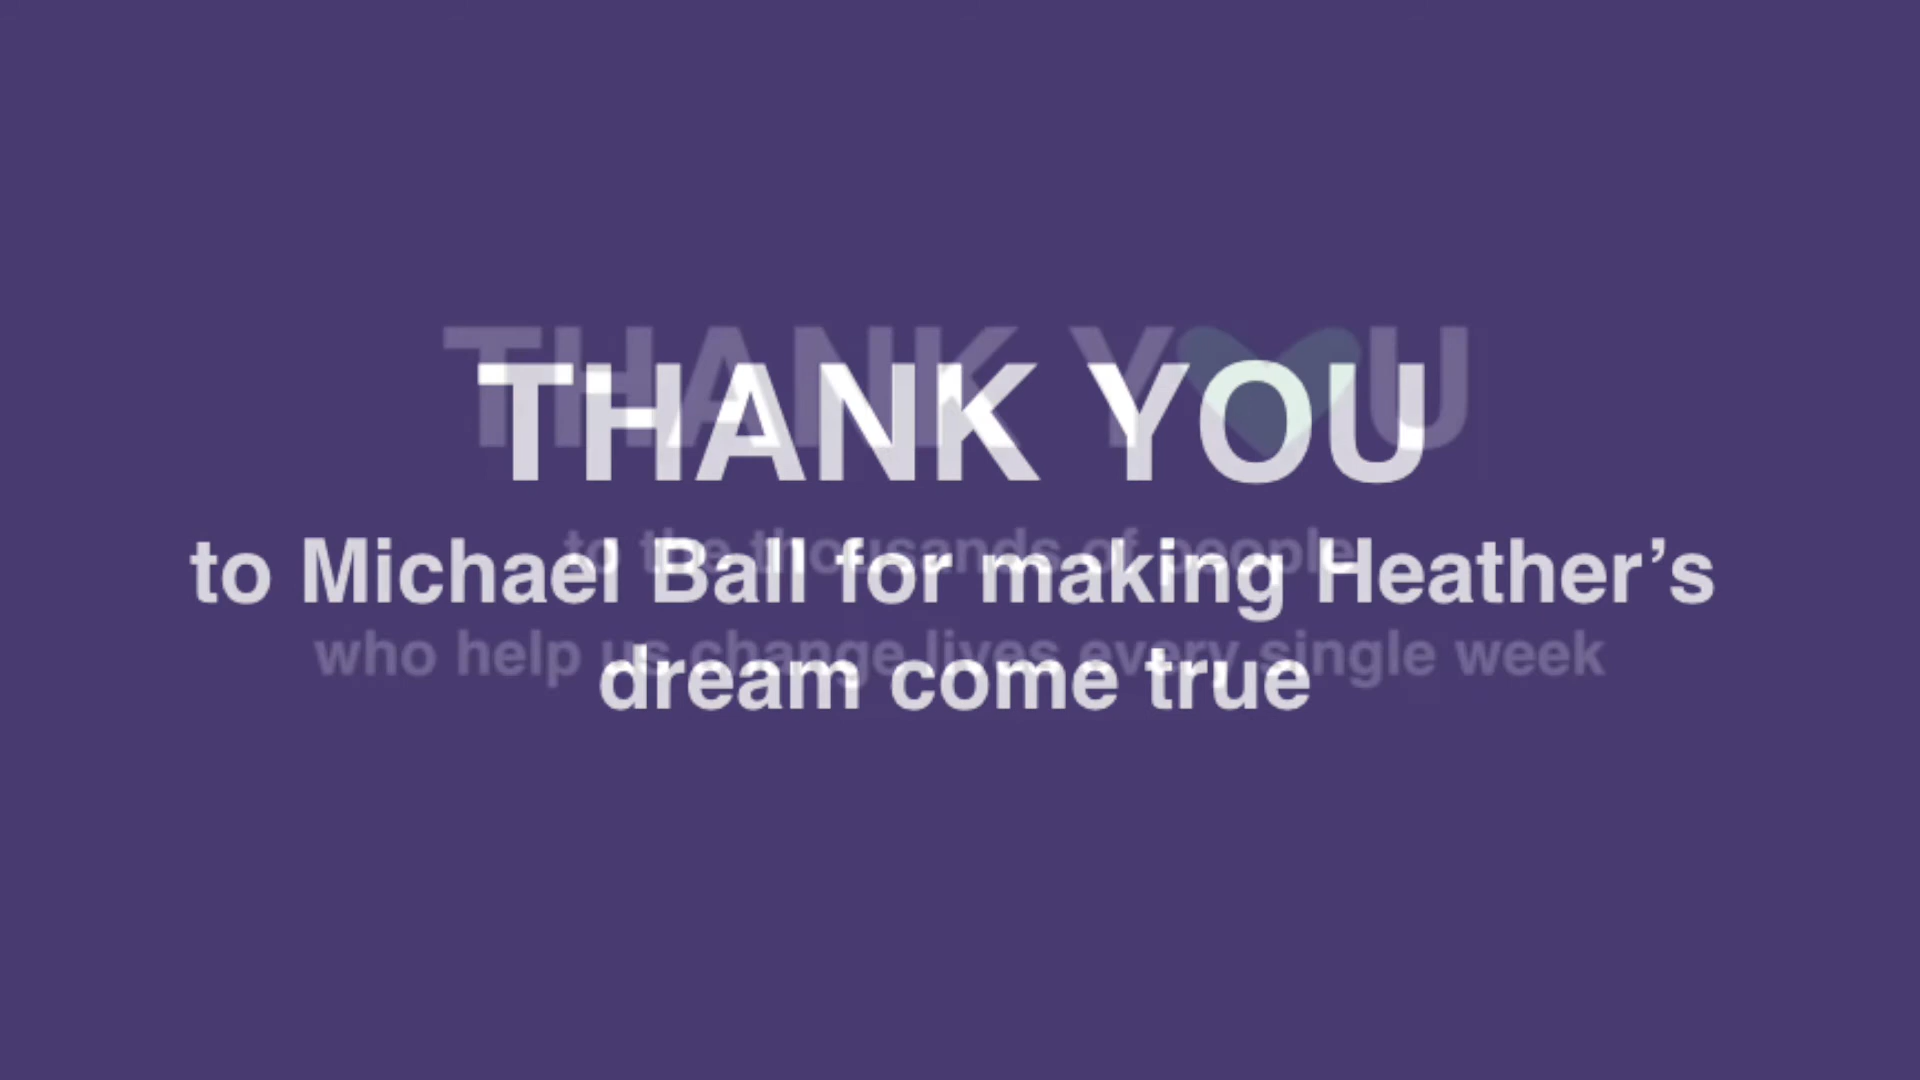 THANK YOU
to Michael Ball for making Heather’s
dream come true
THANK Y U
to the thousands of people
who help us change lives every single week